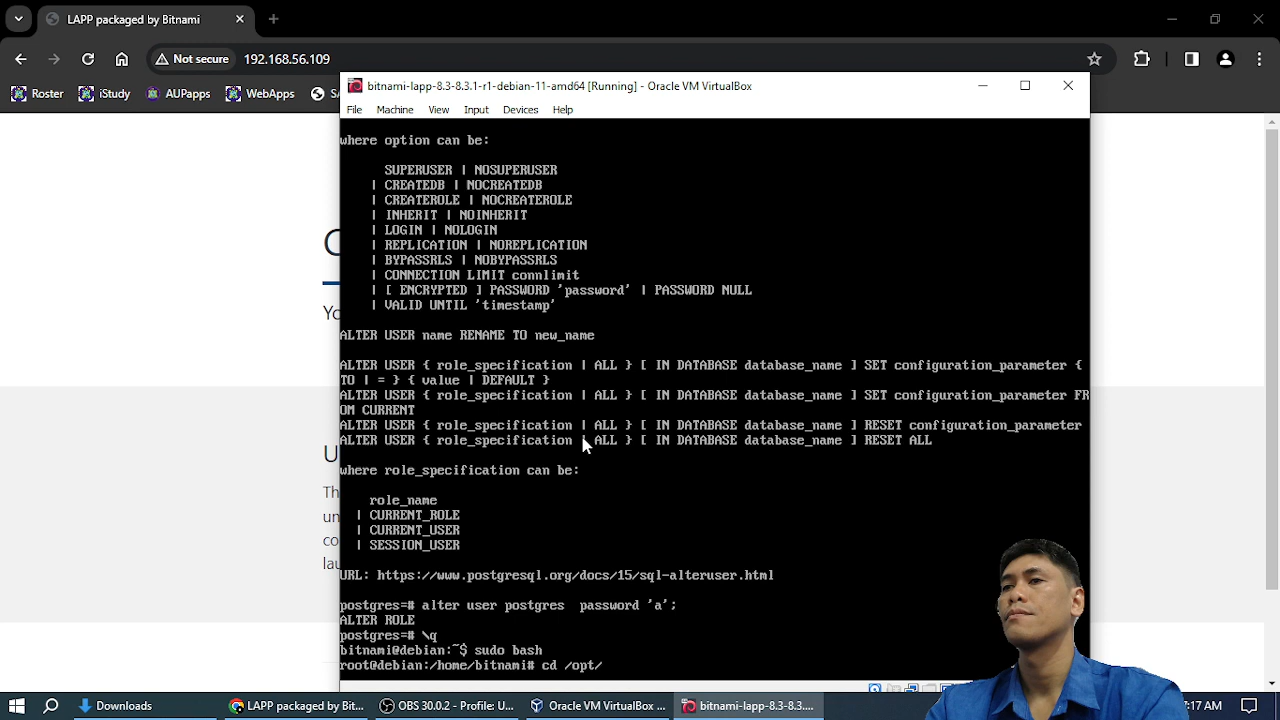 LAPP packaged by Bitnami
Not secure
192.168.56.109
Roster
iStudy
AUPapps
WebApps
bitnami-lapp-8.3-8.3.1-r1-debian-11-amd64 [Running] - Oracle VM VirtualBox
File Machine View Input Devices Help
where option can be:
SUPERUSER | NOSUPERUSER
| CREATEDB | NOCREATEDB
| CREATEROLE | NOCREATEROLE
| INHERIT | NOINHERIT
| LOGIN | NOLOGIN
| REPLICATION | NOREPLICATION
| BYPASSRLS | NOBYPASSRLS
| CONNECTION LIMIT connlimit
| [ ENCRYPTED ] PASSWORD 'password' | PASSWORD NULL
| VALID UNTIL 'timestamp'
ALTER USER name RENAME TO new_name
ALTER USER { role_specification | ALL } [ IN DATABASE database_name ] SET configuration_parameter {
TO | = } { value | DEFAULT }
ALTER USER { role_specification | ALL } [ IN DATABASE database_name ] SET configuration_parameter FR
OM CURRENT
ALTER USER { role_specification | ALL } [ IN DATABASE database_name ] RESET configuration_parameter
ALTER USER { role_specification | ALL } [ IN DATABASE database_name ] RESET ALL
where role_specification can be:
role_name
| CURRENT_ROLE
| CURRENT_USER
| SESSION_USER
URL: https://www.postgresql.org/docs/15/sql-alteruser.html
postgres=# alter user postgres  password 'a';
ALTER ROLE
postgres=# \q
bitnami@debian:~$ sudo bash
root@debian:/home/bitnami# cd /opt/
Downloads
LAPP packaged by Bit...
OBS 30.0.2 - Profile: U...
Oracle VM VirtualBox ...
bitnami-lapp-8.3-8.3....
:17 AM